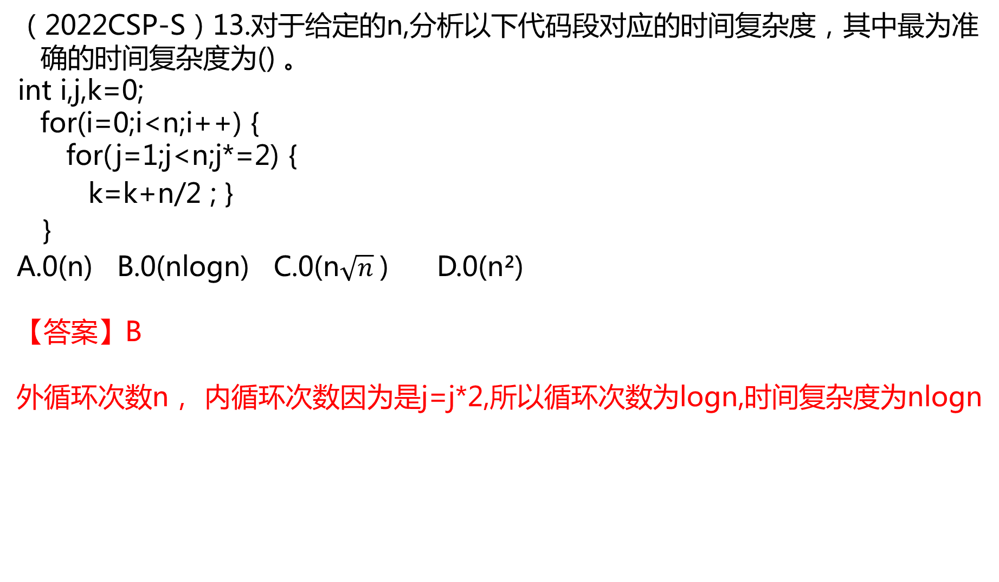 （2022CSP-S）13.对于给定的n,分析以下代码段对应的时间复杂度，其中最为准
确的时间复杂度为()。
int i,j,k=0;
for(i=0;i<n;i++) {
for(j=1;j<n;j*=2) {
k=k+n/2 ; }
}
A.0(n) B.0(nlogn) C.0(n√n ) D.0(n²)
【答案】B
外循环次数n， 内循环次数因为是j=j*2,所以循环次数为logn,时间复杂度为nlogn